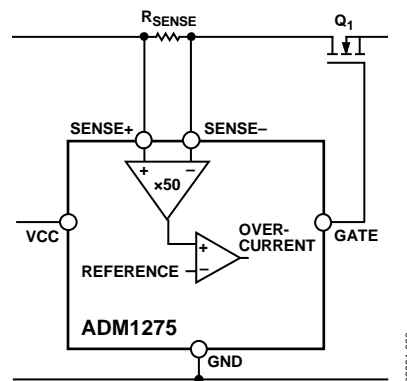 RSENSE
Q1
SENSE+
SENSE–
+
–
×50
VCC
OVER-
CURRENT
GATE
+
–
REFERENCE
ADM1275
GND